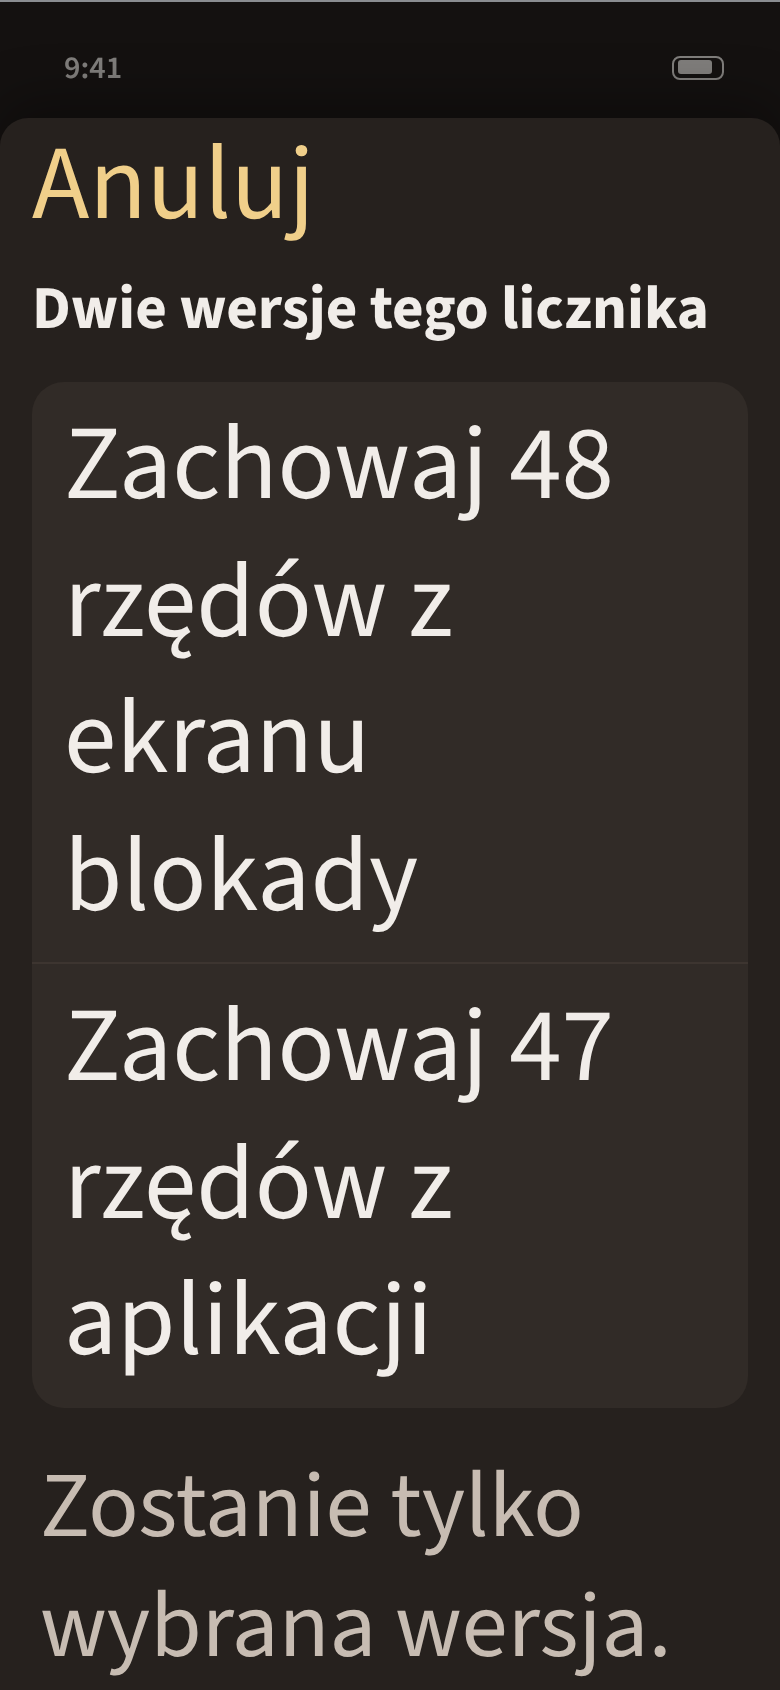 9:41
Anuluj
Dwie wersje tego licznika
Zachowaj 48
rzędów z
ekranu
blokady
Zachowaj 47
rzędów z
aplikacji
Zostanie tylko
wybrana wersja.